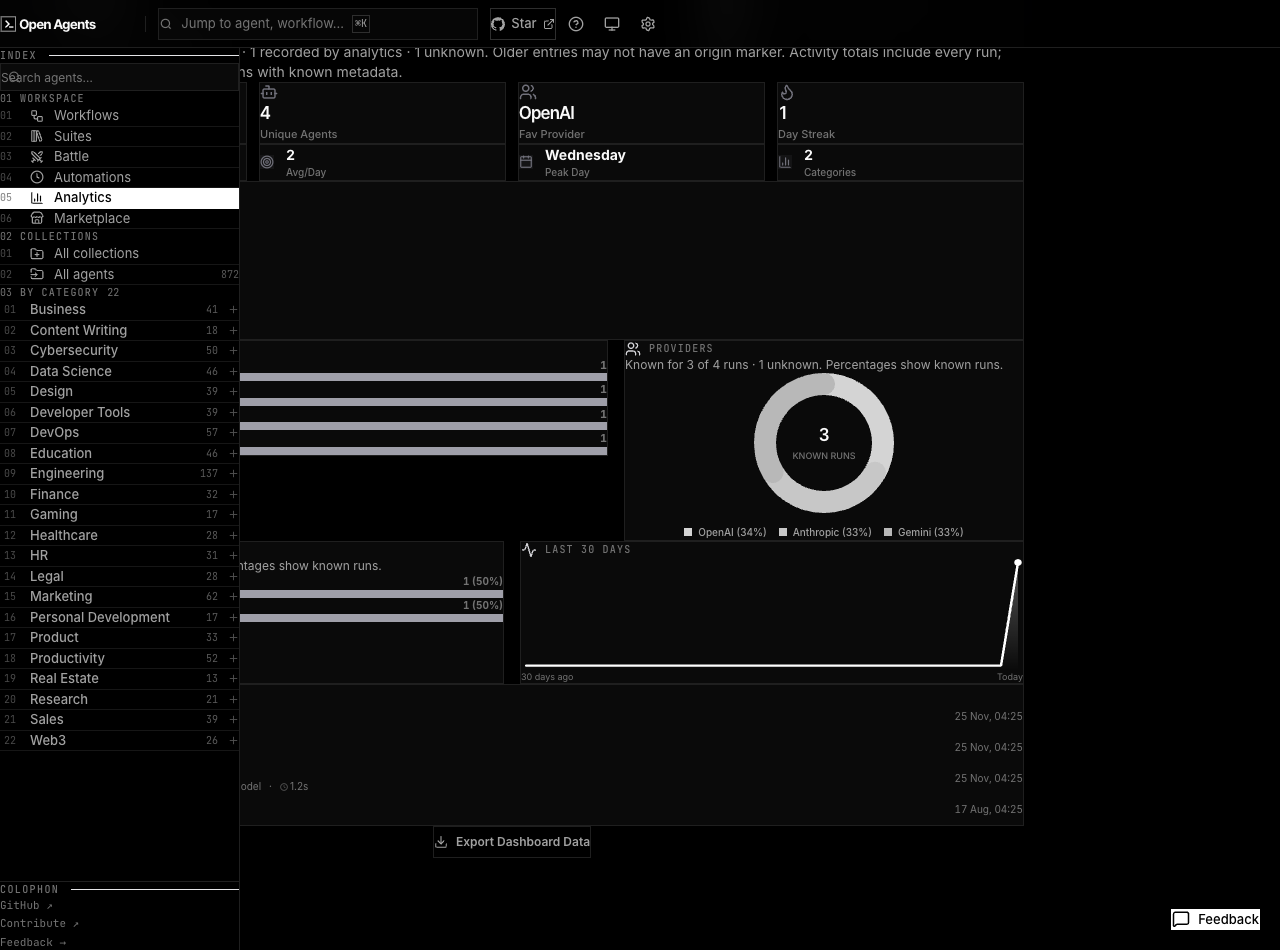 Open Agents
Jump to agent, workflow... ⌘K
Star
INDEX
Search agents...
01 WORKSPACE
01 Workflows
02 Suites
03 Battle
04 Automations
05 Analytics
06 Marketplace
02 COLLECTIONS
01 All collections
02 All agents 872
03 BY CATEGORY 22
01 Business 41 +
02 Content Writing 18 +
03 Cybersecurity 50 +
04 Data Science 46 +
05 Design 39 +
06 Developer Tools 39 +
07 DevOps 57 +
08 Education 46 +
09 Engineering 137 +
10 Finance 32 +
11 Gaming 17 +
12 Healthcare 28 +
13 HR 31 +
14 Legal 28 +
15 Marketing 62 +
16 Personal Development 17 +
17 Product 33 +
18 Productivity 52 +
19 Real Estate 13 +
20 Research 21 +
21 Sales 39 +
22 Web3 26 +
COLOPHON
GitHub ↗
Contribute ↗
Feedback →
· 1 recorded by analytics · 1 unknown. Older entries may not have an origin marker. Activity totals include every run;
ns with known metadata.
4
Unique Agents
OpenAI
Fav Provider
1
Day Streak
2
Avg/Day
Wednesday
Peak Day
2
Categories
1
1
1
1
PROVIDERS
Known for 3 of 4 runs · 1 unknown. Percentages show known runs.
3
KNOWN RUNS
OpenAI (34%) Anthropic (33%) Gemini (33%)
ntages show known runs.
1 (50%)
1 (50%)
LAST 30 DAYS
30 days ago Today
25 Nov, 04:25
25 Nov, 04:25
odel · 1.2s
25 Nov, 04:25
17 Aug, 04:25
Export Dashboard Data
Feedback